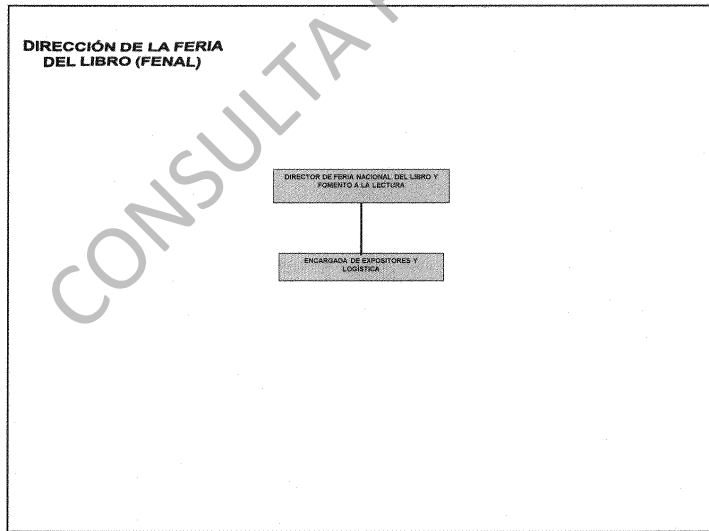 DIRECCIÓN DE LA FERIA
DEL LIBRO (FENAL)
DIRECTOR DE FERIA NACIONAL DEL LIBRO Y
FOMENTO A LA LECTURA
ENCARGADA DE EXPOSITORES Y
LOGÍSTICA
CONSULTA